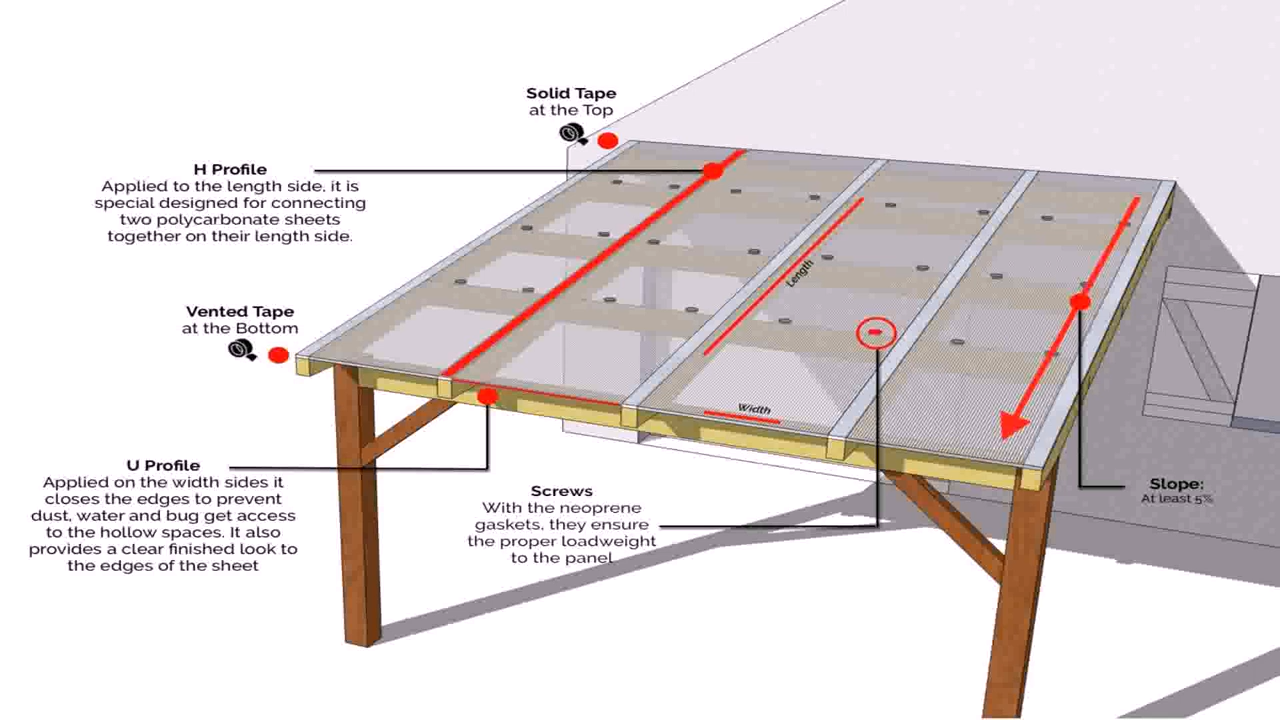 Solid Tape
at the Top
H Profile
Applied to the length side, it is
special designed for connecting
two polycarbonate sheets
together on their length side.
Length
Vented Tape
at the Bottom
Width
U Profile
Applied on the width sides it
closes the edges to prevent
dust, water and bug get access
to the hollow spaces. It also
provides a clear finished look to
the edges of the sheet
Screws
With the neoprene
gaskets, they ensure
the proper loadweight
to the panel.
Slope:
At least 5%